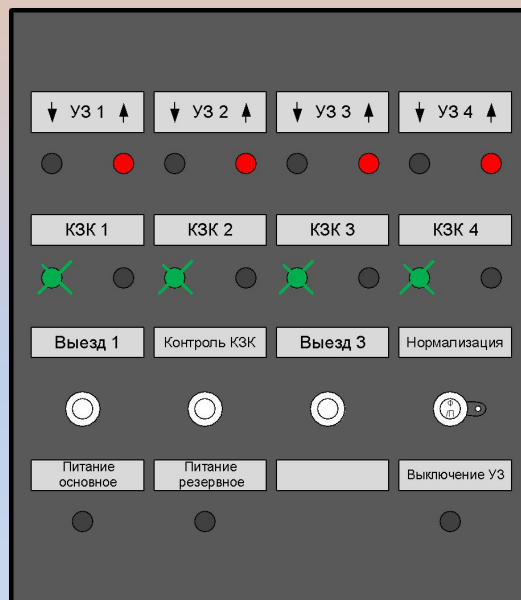 УЗ 1 УЗ 2 УЗ 3 УЗ 4
КЗК 1 КЗК 2 КЗК 3 КЗК 4
Выезд 1 Контроль КЗК Выезд 3 Нормализация
Питание основное Питание резервное Выключение УЗ